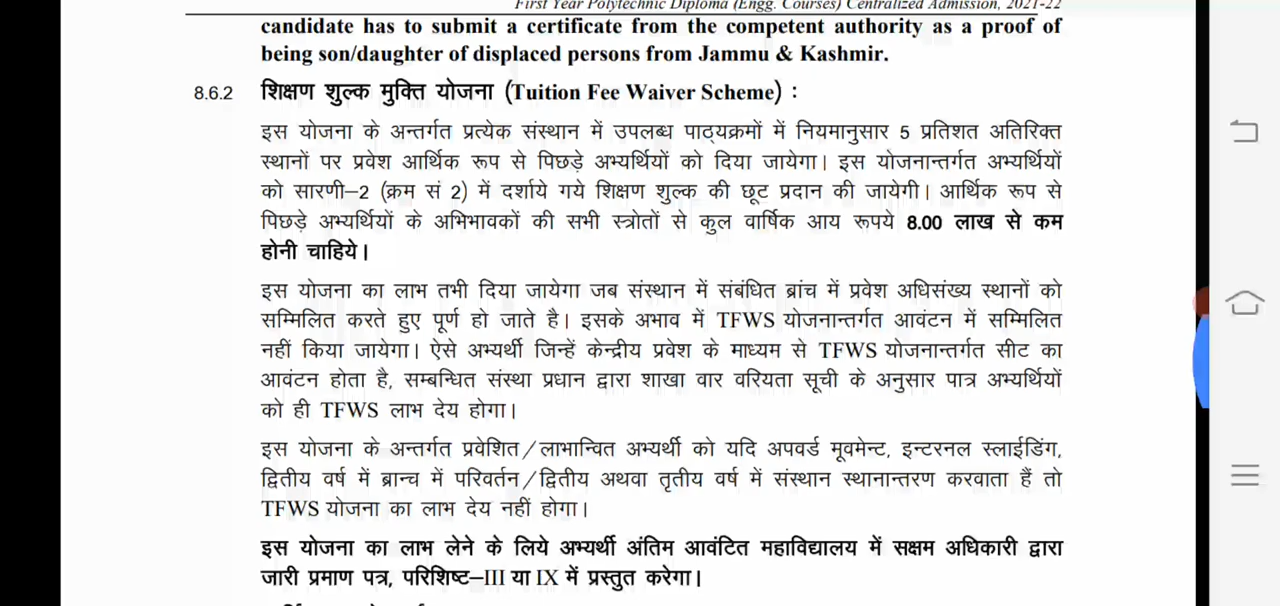 First Year Polytechnic Diploma (Engg. Courses) Centralized Admission, 2021-22
candidate has to submit a certificate from the competent authority as a proof of
being son/daughter of displaced persons from Jammu & Kashmir.
8.6.2 शिक्षण शुल्क मुक्ति योजना (Tuition Fee Waiver Scheme) :
इस योजना के अन्तर्गत प्रत्येक संस्थान में उपलब्ध पाठ्यक्रमों में नियमानुसार 5 प्रतिशत अतिरिक्त
स्थानों पर प्रवेश आर्थिक रूप से पिछड़े अभ्यर्थियों को दिया जायेगा। इस योजनान्तर्गत अभ्यर्थियों
को सारणी–2 (क्रम सं 2) में दर्शाये गये शिक्षण शुल्क की छूट प्रदान की जायेगी। आर्थिक रूप से
पिछड़े अभ्यर्थियों के अभिभावकों की सभी स्त्रोतों से कुल वार्षिक आय रूपये 8.00 लाख से कम
होनी चाहिये।
इस योजना का लाभ तभी दिया जायेगा जब संस्थान में संबंधित ब्रांच में प्रवेश अधिसंख्य स्थानों को
सम्मिलित करते हुए पूर्ण हो जाते है। इसके अभाव में TFWS योजनान्तर्गत आवंटन में सम्मिलित
नहीं किया जायेगा। ऐसे अभ्यर्थी जिन्हें केन्द्रीय प्रवेश के माध्यम से TFWS योजनान्तर्गत सीट का
आवंटन होता है, सम्बन्धित संस्था प्रधान द्वारा शाखा वार वरियता सूची के अनुसार पात्र अभ्यर्थियों
को ही TFWS लाभ देय होगा।
इस योजना के अन्तर्गत प्रवेशित/लाभान्वित अभ्यर्थी को यदि अपवर्ड मूवमेन्ट, इन्टरनल स्लाईडिंग,
द्वितीय वर्ष में ब्रान्च में परिवर्तन/द्वितीय अथवा तृतीय वर्ष में संस्थान स्थानान्तरण करवाता हैं तो
TFWS योजना का लाभ देय नहीं होगा।
इस योजना का लाभ लेने के लिये अभ्यर्थी अंतिम आवंटित महाविद्यालय में सक्षम अधिकारी द्वारा
जारी प्रमाण पत्र, परिशिष्ट–III या IX में प्रस्तुत करेगा।